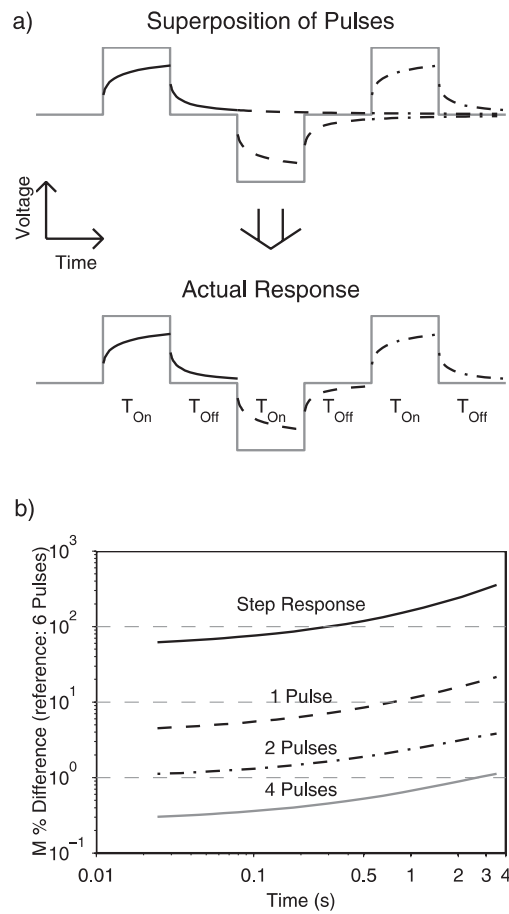 a)
Superposition of Pulses
Voltage
Time
Actual Response
T_On T_Off T_On T_Off T_On T_Off
b)
M % Difference (reference: 6 Pulses)
10^3
10^2
10^1
10^0
10^−1
Step Response
1 Pulse
2 Pulses
4 Pulses
0.01 0.1 0.5 1 2 3 4
Time (s)